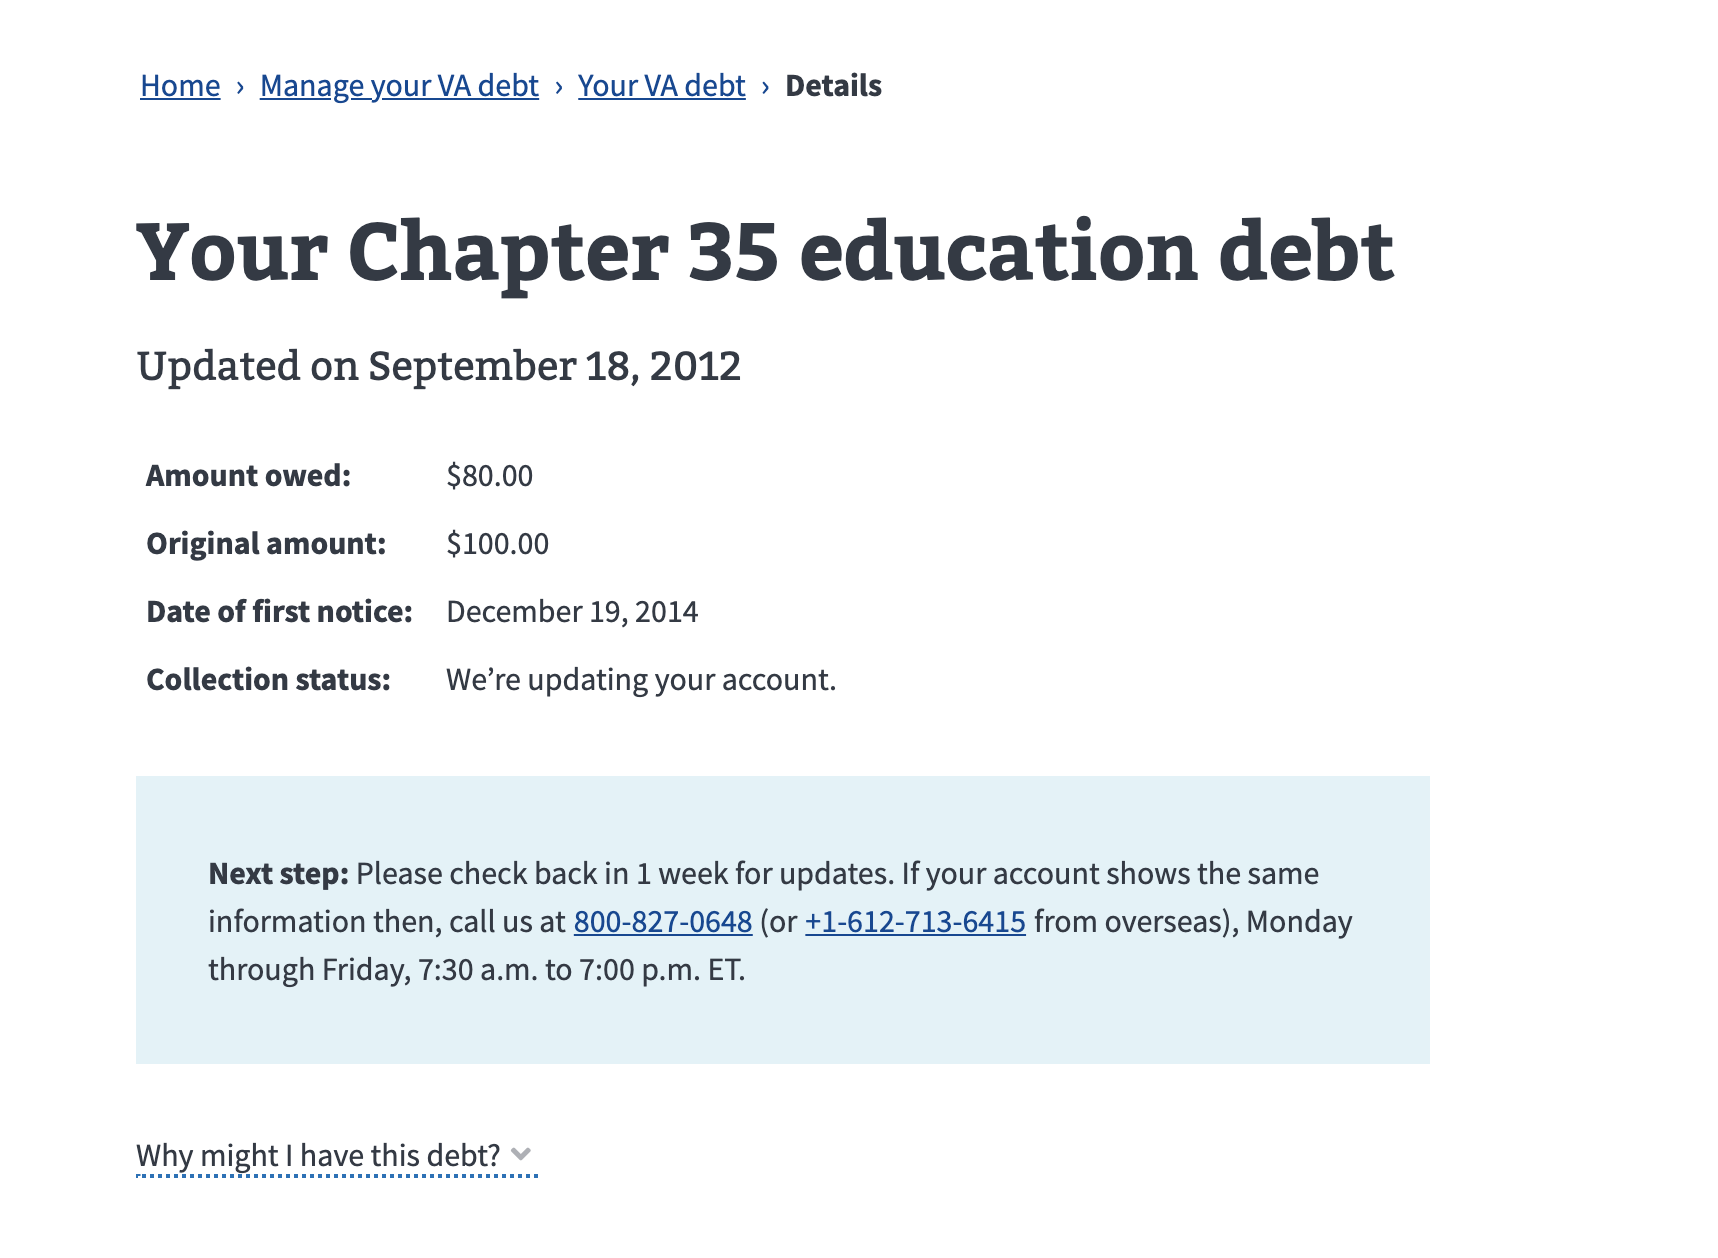 Home › Manage your VA debt › Your VA debt › Details
Your Chapter 35 education debt
Updated on September 18, 2012
Amount owed: $80.00
Original amount: $100.00
Date of first notice: December 19, 2014
Collection status: We’re updating your account.
Next step: Please check back in 1 week for updates. If your account shows the same
information then, call us at 800-827-0648 (or +1-612-713-6415 from overseas), Monday
through Friday, 7:30 a.m. to 7:00 p.m. ET.
Why might I have this debt?